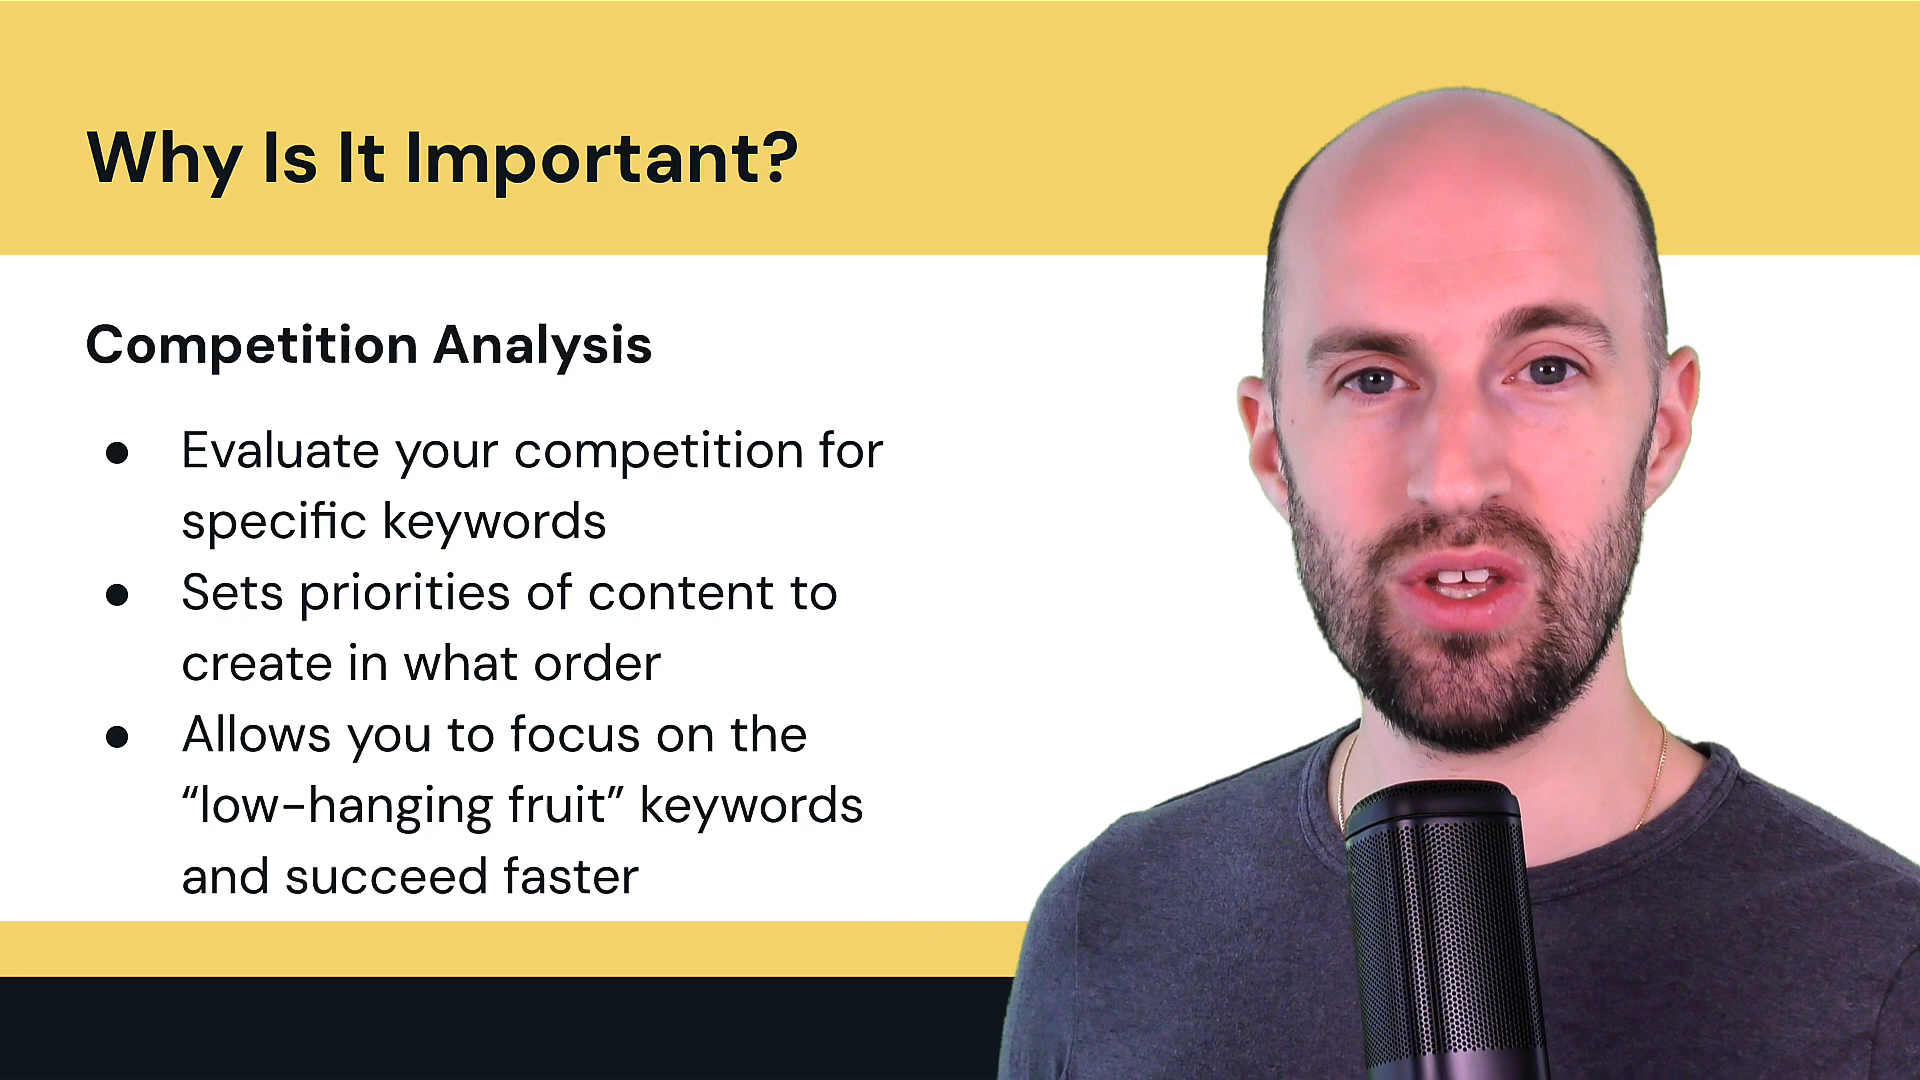 Why Is It Important?
Competition Analysis
● Evaluate your competition for
specific keywords
● Sets priorities of content to
create in what order
● Allows you to focus on the
“low-hanging fruit” keywords
and succeed faster